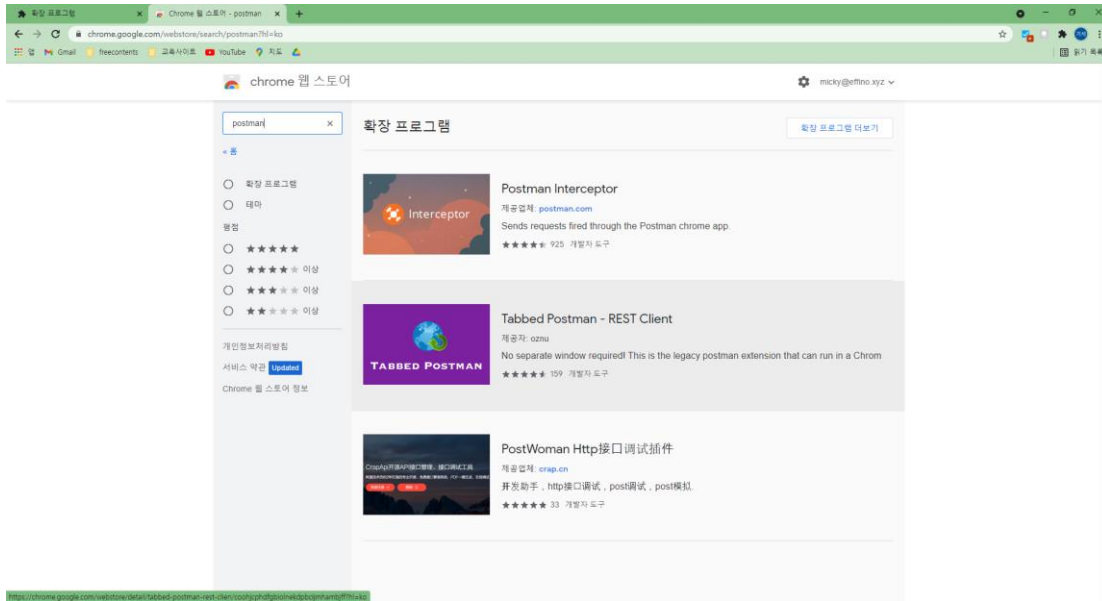 확장 프로그램
Chrome 웹 스토어 - postman
chrome.google.com/webstore/search/postman?hl=ko
앱
Gmail
freecontents
교육사이트
YouTube
지도
읽기 목록
chrome 웹 스토어
micky@effino.xyz
postman
« 홈
확장 프로그램
테마
평점
★★★★★
★★★★★ 이상
★★★★★ 이상
★★★★★ 이상
개인정보처리방침
서비스 약관 Updated
Chrome 웹 스토어 정보
확장 프로그램
확장 프로그램 더보기
Interceptor
Postman Interceptor
제공업체: postman.com
Sends requests fired through the Postman chrome app.
925 개발자 도구
TABBED POSTMAN
Tabbed Postman - REST Client
제공자: oznu
No separate window required! This is the legacy postman extension that can run in a Chrom
159 개발자 도구
PostWoman Http接口调试插件
제공업체: crap.cn
开发助手，http接口调试，post调试，post模拟.
33 개발자 도구